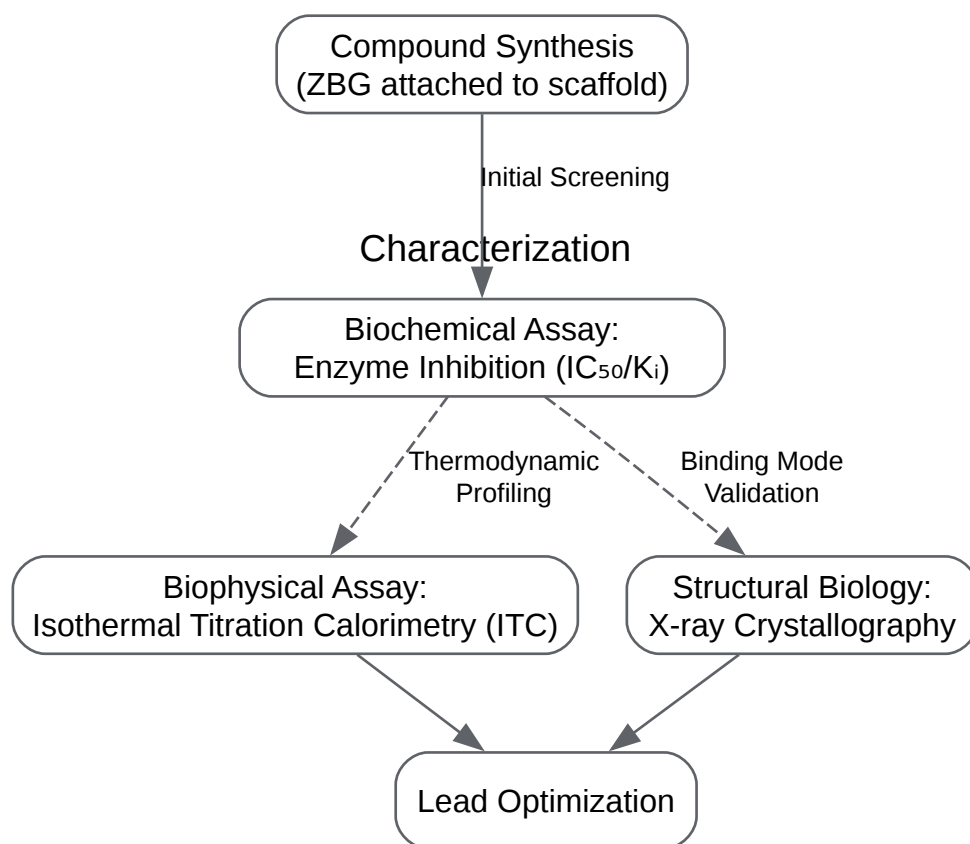 Compound Synthesis
(ZBG attached to scaffold)
Initial Screening
Characterization
Biochemical Assay:
Enzyme Inhibition (IC₅₀/Kᵢ)
Thermodynamic
Profiling
Binding Mode
Validation
Biophysical Assay:
Isothermal Titration Calorimetry (ITC)
Structural Biology:
X-ray Crystallography
Lead Optimization